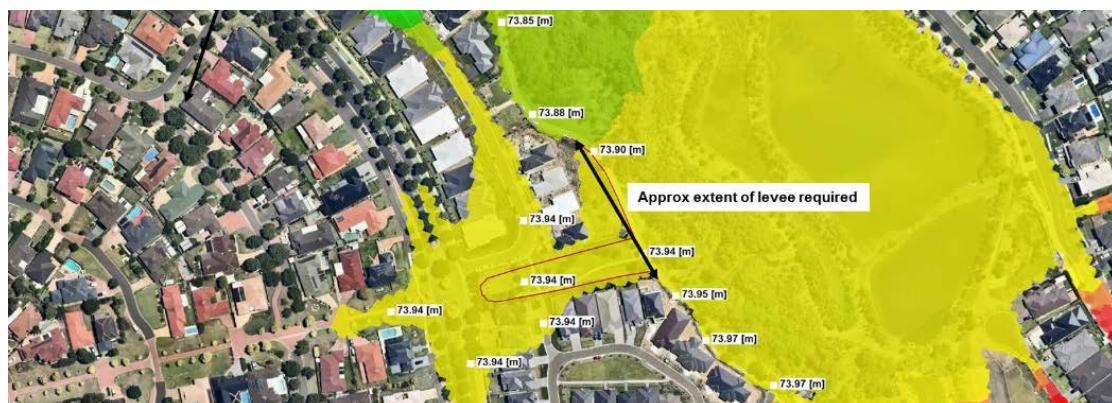 73.85 [m]
73.88 [m]
73.90 [m]
Approx extent of levee required
73.94 [m]
73.94 [m]
73.94 [m]
73.95 [m]
73.94 [m]
73.94 [m]
73.97 [m]
73.94 [m]
73.97 [m]